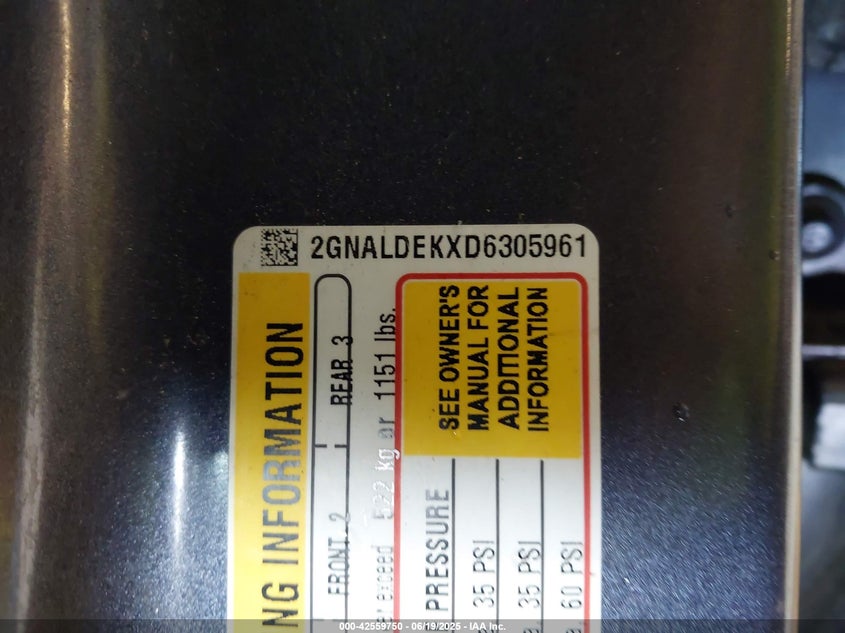 2GNALDEKXD6305961
NG INFORMATION
FRONT 2
REAR 3
exceed 522 kg or 1151 lbs.
PRESSURE
35 PSI
35 PSI
60 PSI
SEE OWNER'S
MANUAL FOR
ADDITIONAL
INFORMATION
000-42559750 - 06/19/2025 - IAA Inc.